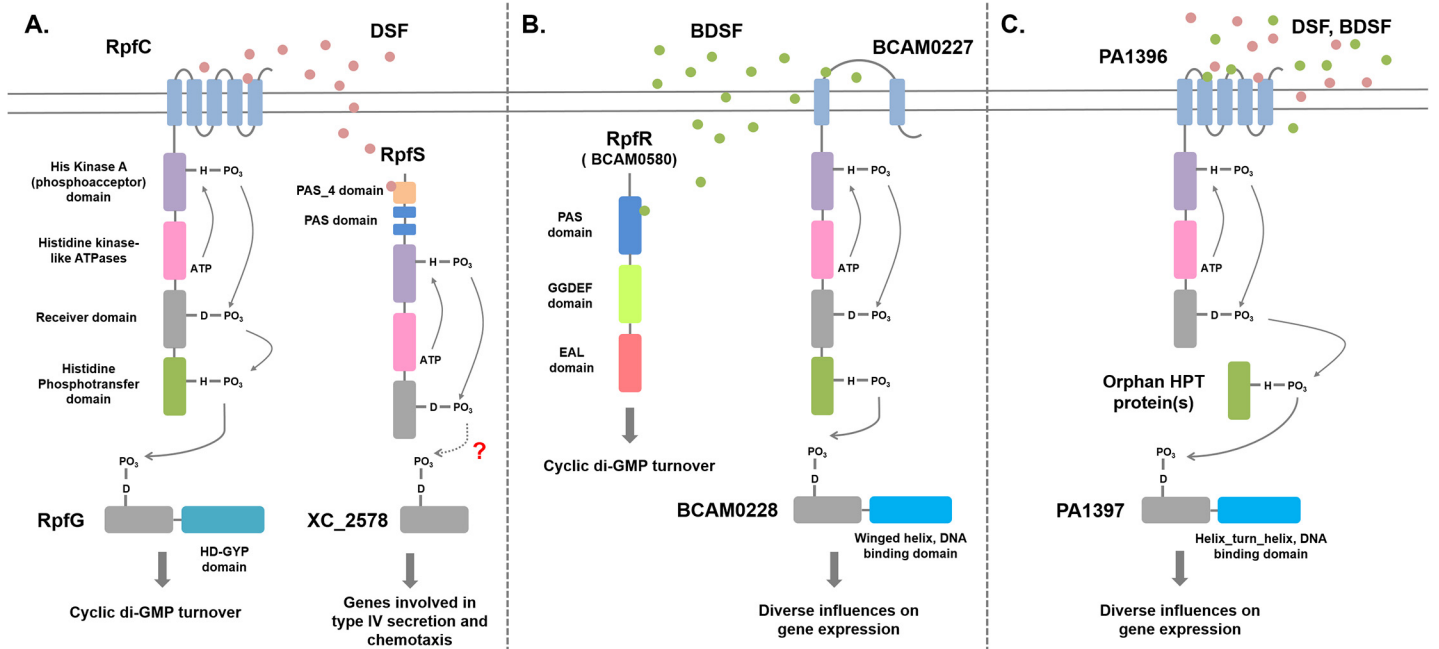 A.
RpfC
DSF
His Kinase A
(phosphoacceptor)
domain
H
PO3
Histidine kinase-
like ATPases
ATP
Receiver domain
D
PO3
Histidine
Phosphotransfer
domain
H
PO3
PO3
D
RpfG
HD-GYP
domain
Cyclic di-GMP turnover
RpfS
PAS_4 domain
PAS domain
H
PO3
ATP
D
PO3
?
PO3
D
XC_2578
Genes involved in
type IV secretion and
chemotaxis
B.
BDSF
BCAM0227
RpfR
( BCAM0580)
PAS
domain
GGDEF
domain
EAL
domain
Cyclic di-GMP turnover
H
PO3
ATP
D
PO3
H
PO3
PO3
D
BCAM0228
Winged helix, DNA
binding domain
Diverse influences on
gene expression
C.
DSF, BDSF
PA1396
H
PO3
ATP
D
PO3
Orphan HPT
protein(s)
H
PO3
PO3
D
PA1397
Helix_turn_helix, DNA
binding domain
Diverse influences on
gene expression